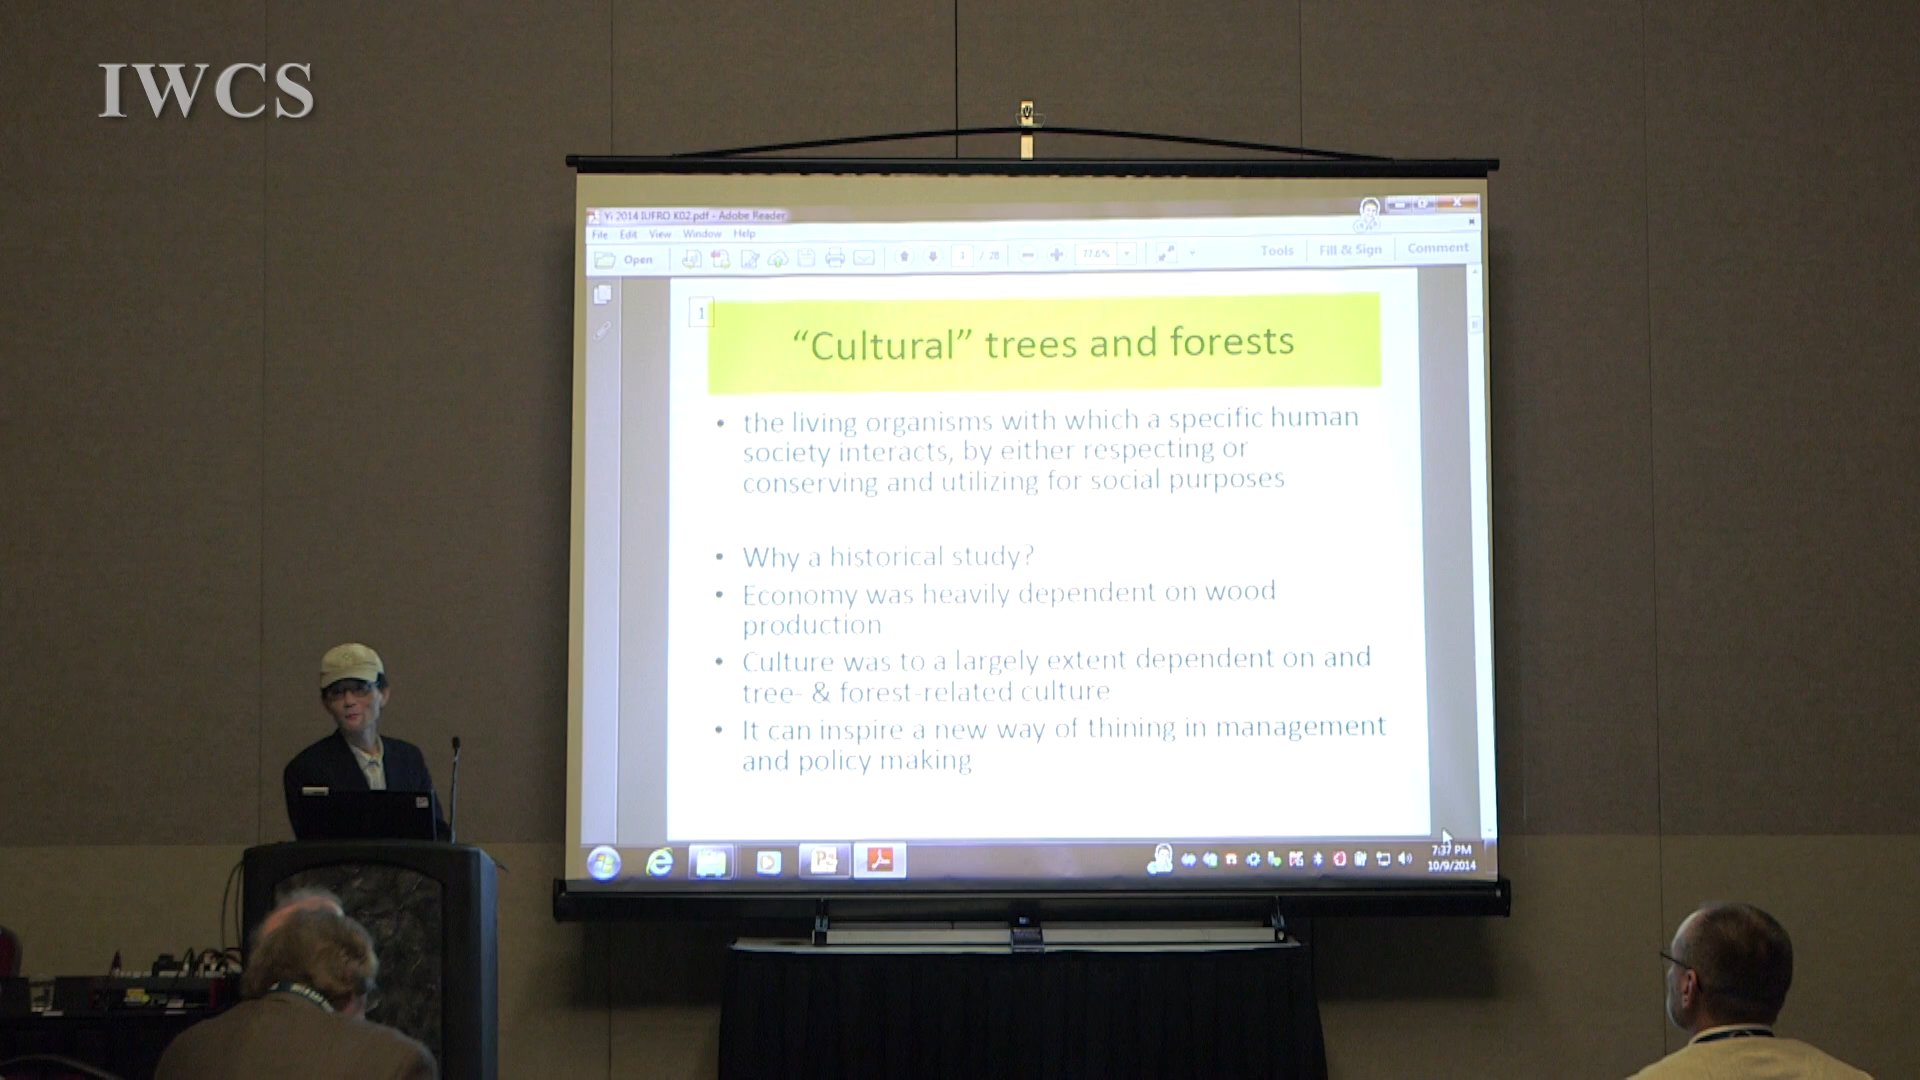 IWCS
Yi 2014 IUFRO K02.pdf - Adobe Reader
File Edit View Window Help
Open
/ 28
77.6%
Tools
Fill & Sign
Comment
1
“Cultural” trees and forests
• the living organisms with which a specific human
society interacts, by either respecting or
conserving and utilizing for social purposes
• Why a historical study?
• Economy was heavily dependent on wood
production
• Culture was to a largely extent dependent on and
tree- & forest-related culture
• It can inspire a new way of thining in management
and policy making
7:37 PM
10/9/2014